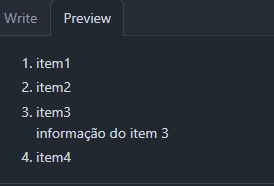 Write Preview
1. item1
2. item2
3. item3
informação do item 3
4. item4